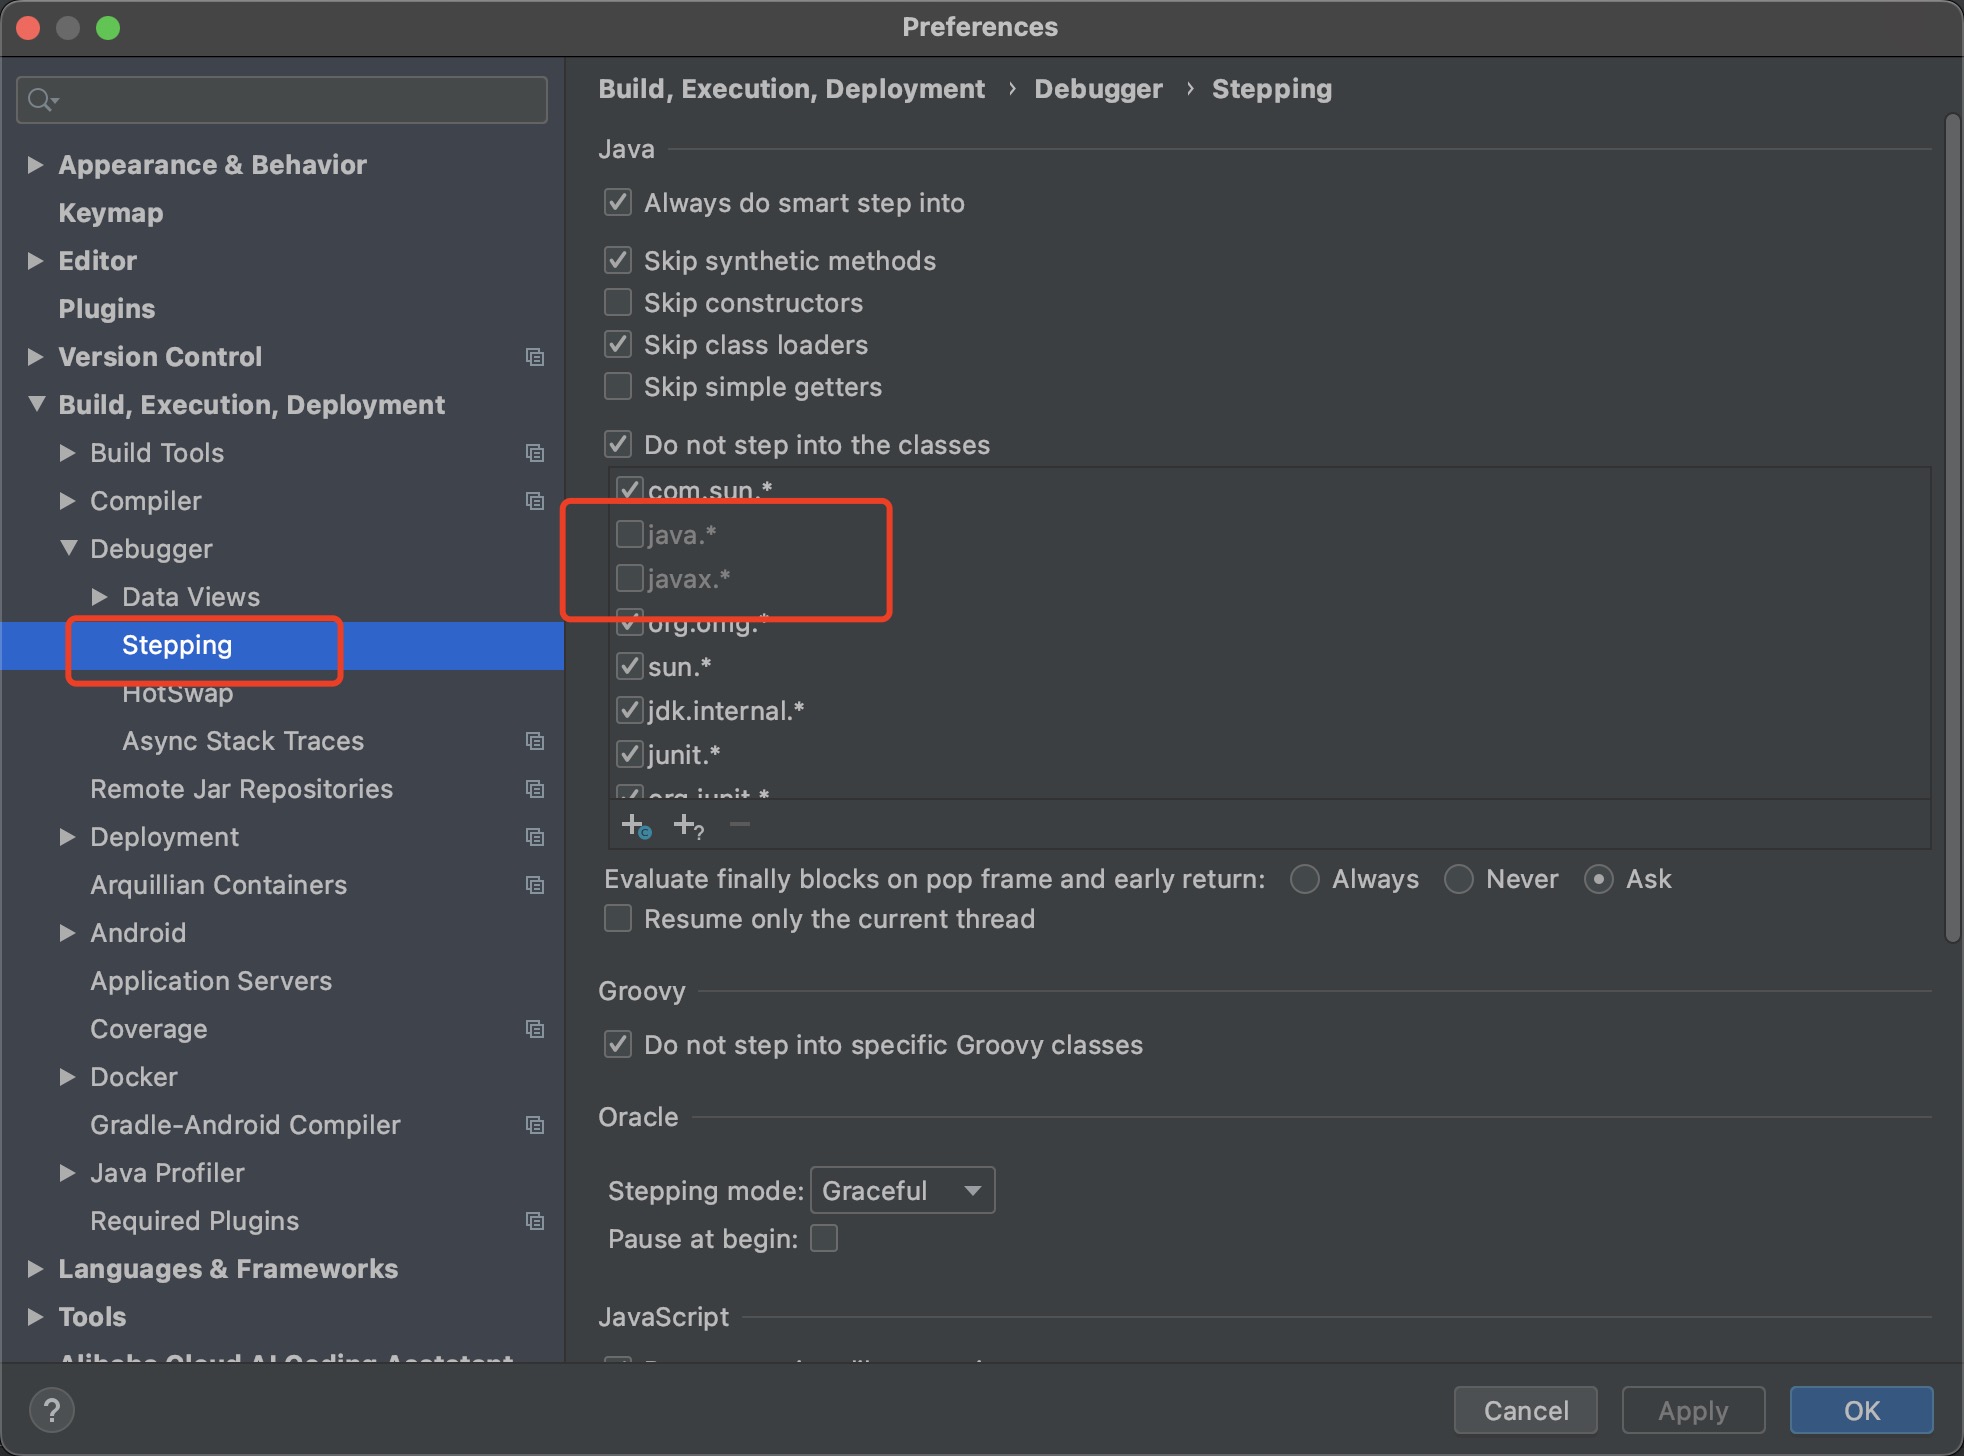 Preferences
Build, Execution, Deployment › Debugger › Stepping
Appearance & Behavior
Keymap
Editor
Plugins
Version Control
Build, Execution, Deployment
Build Tools
Compiler
Debugger
Data Views
Stepping
HotSwap
Async Stack Traces
Remote Jar Repositories
Deployment
Arquillian Containers
Android
Application Servers
Coverage
Docker
Gradle-Android Compiler
Java Profiler
Required Plugins
Languages & Frameworks
Tools
Alibaba Cloud AI Coding Assistant
Java
Always do smart step into
Skip synthetic methods
Skip constructors
Skip class loaders
Skip simple getters
Do not step into the classes
com.sun.*
java.*
javax.*
org.omg.*
sun.*
jdk.internal.*
junit.*
org.junit.*
Evaluate finally blocks on pop frame and early return: Always Never Ask
Resume only the current thread
Groovy
Do not step into specific Groovy classes
Oracle
Stepping mode: Graceful
Pause at begin:
JavaScript
?
Cancel
Apply
OK